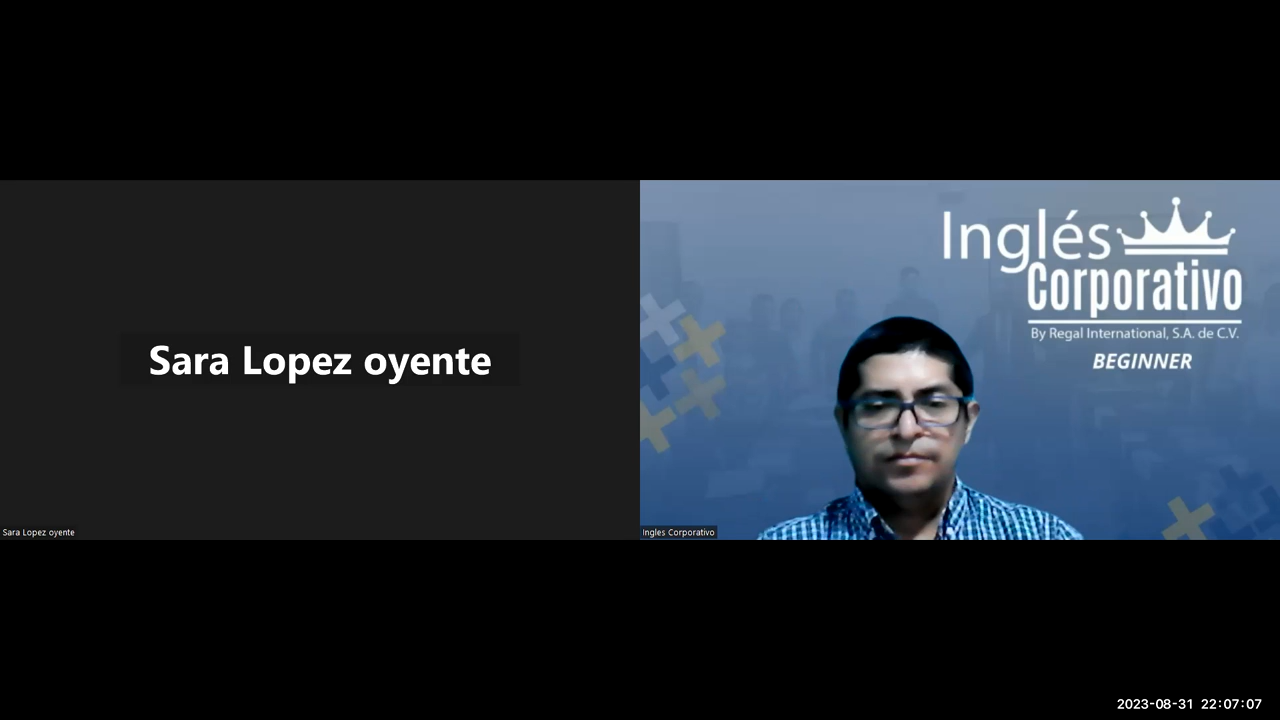 Sara Lopez oyente
Sara Lopez oyente
Inglés
Corporativo
By Regal International, S.A. de C.V.
BEGINNER
Ingles Corporativo
2023-08-31 22:07:07